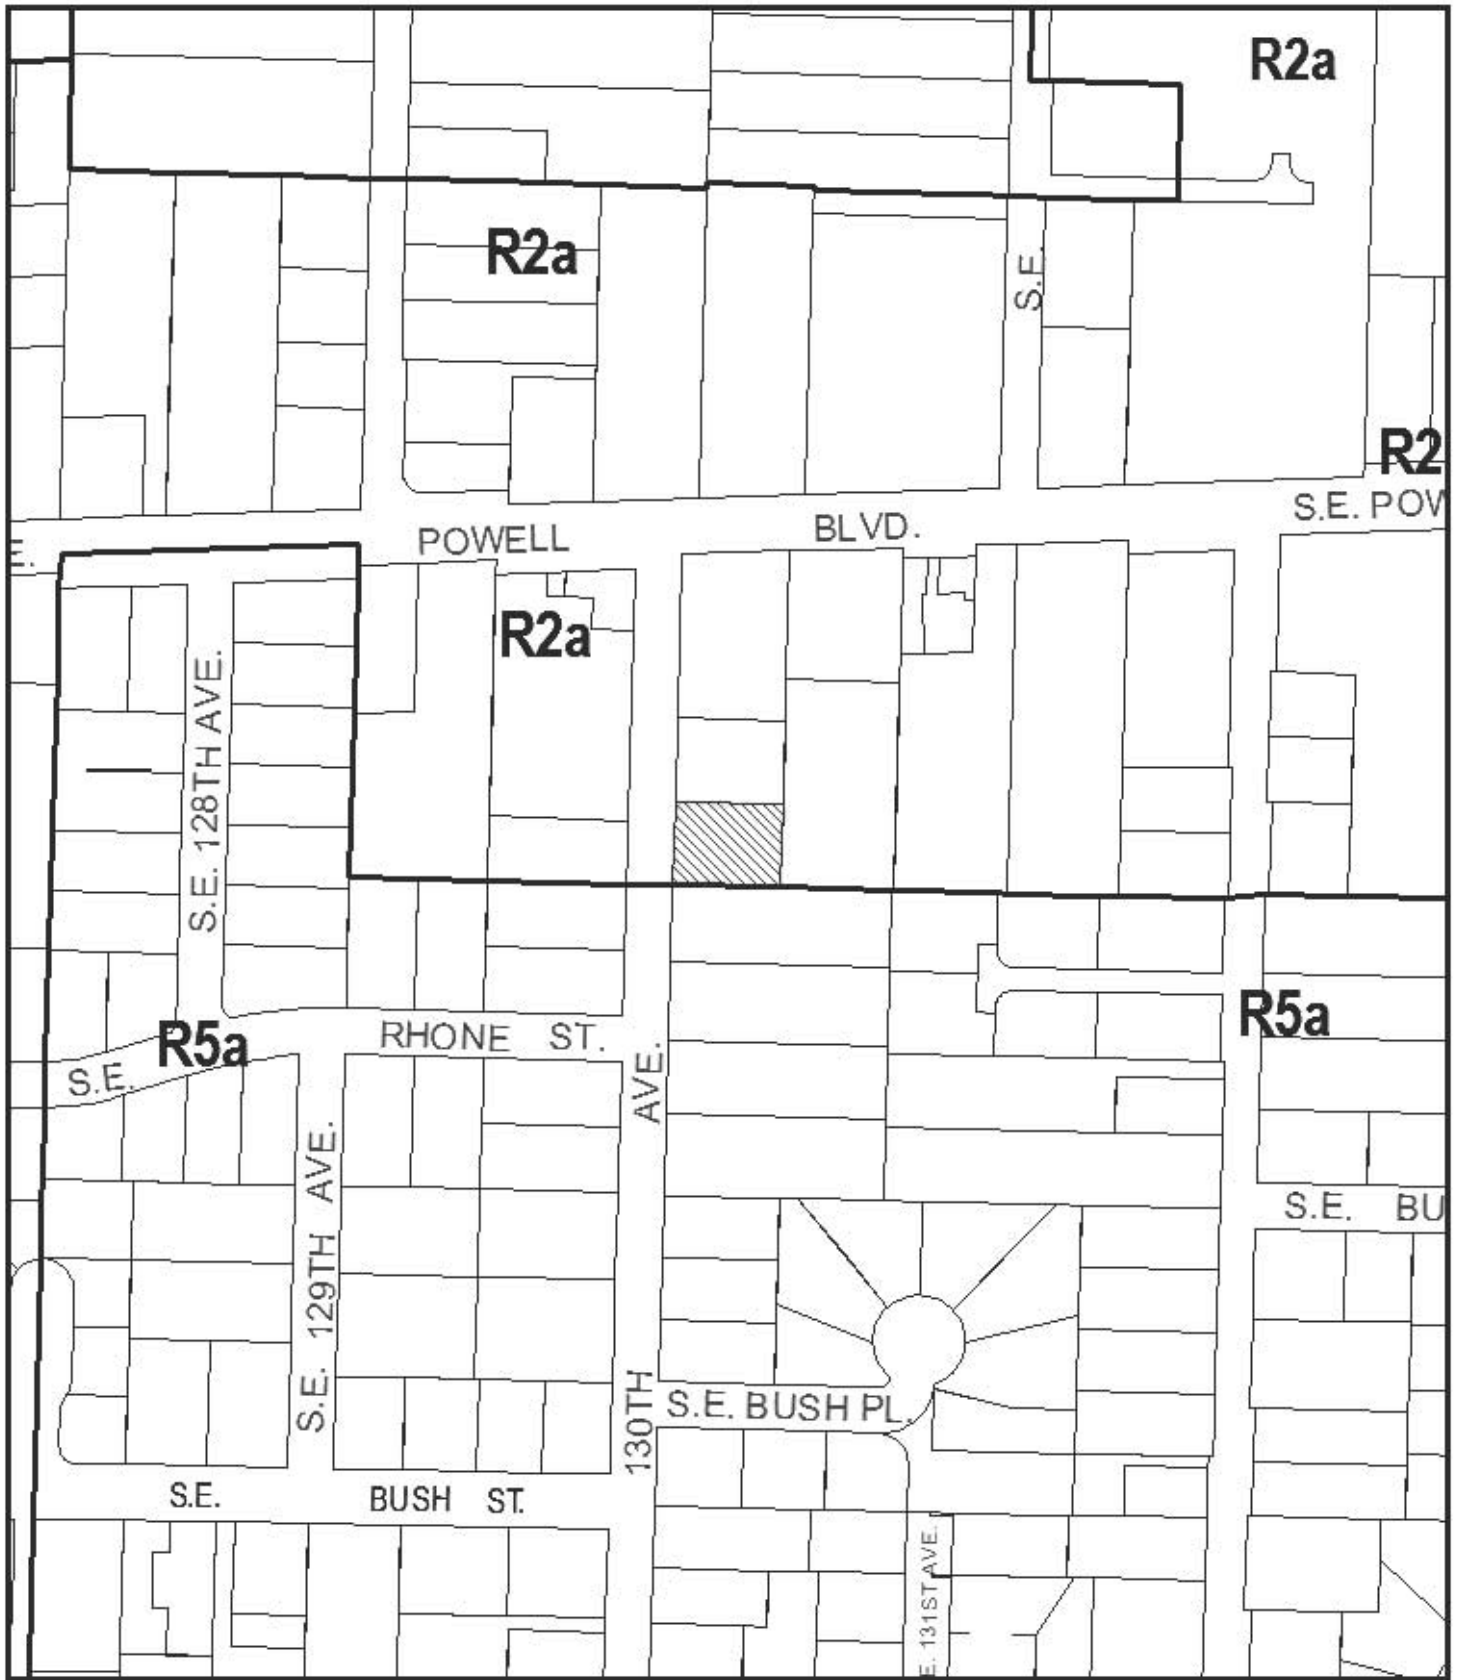 R2a
R2a
S.E.
R2
S.E. POW
BLVD.
POWELL
E.
R2a
S.E. 128TH AVE.
R5a
R5a
RHONE ST.
S.E.
AVE.
S.E. 129TH AVE.
S.E. BU
130TH
S.E. BUSH PL.
S.E. BUSH ST.
E. 131ST AVE.